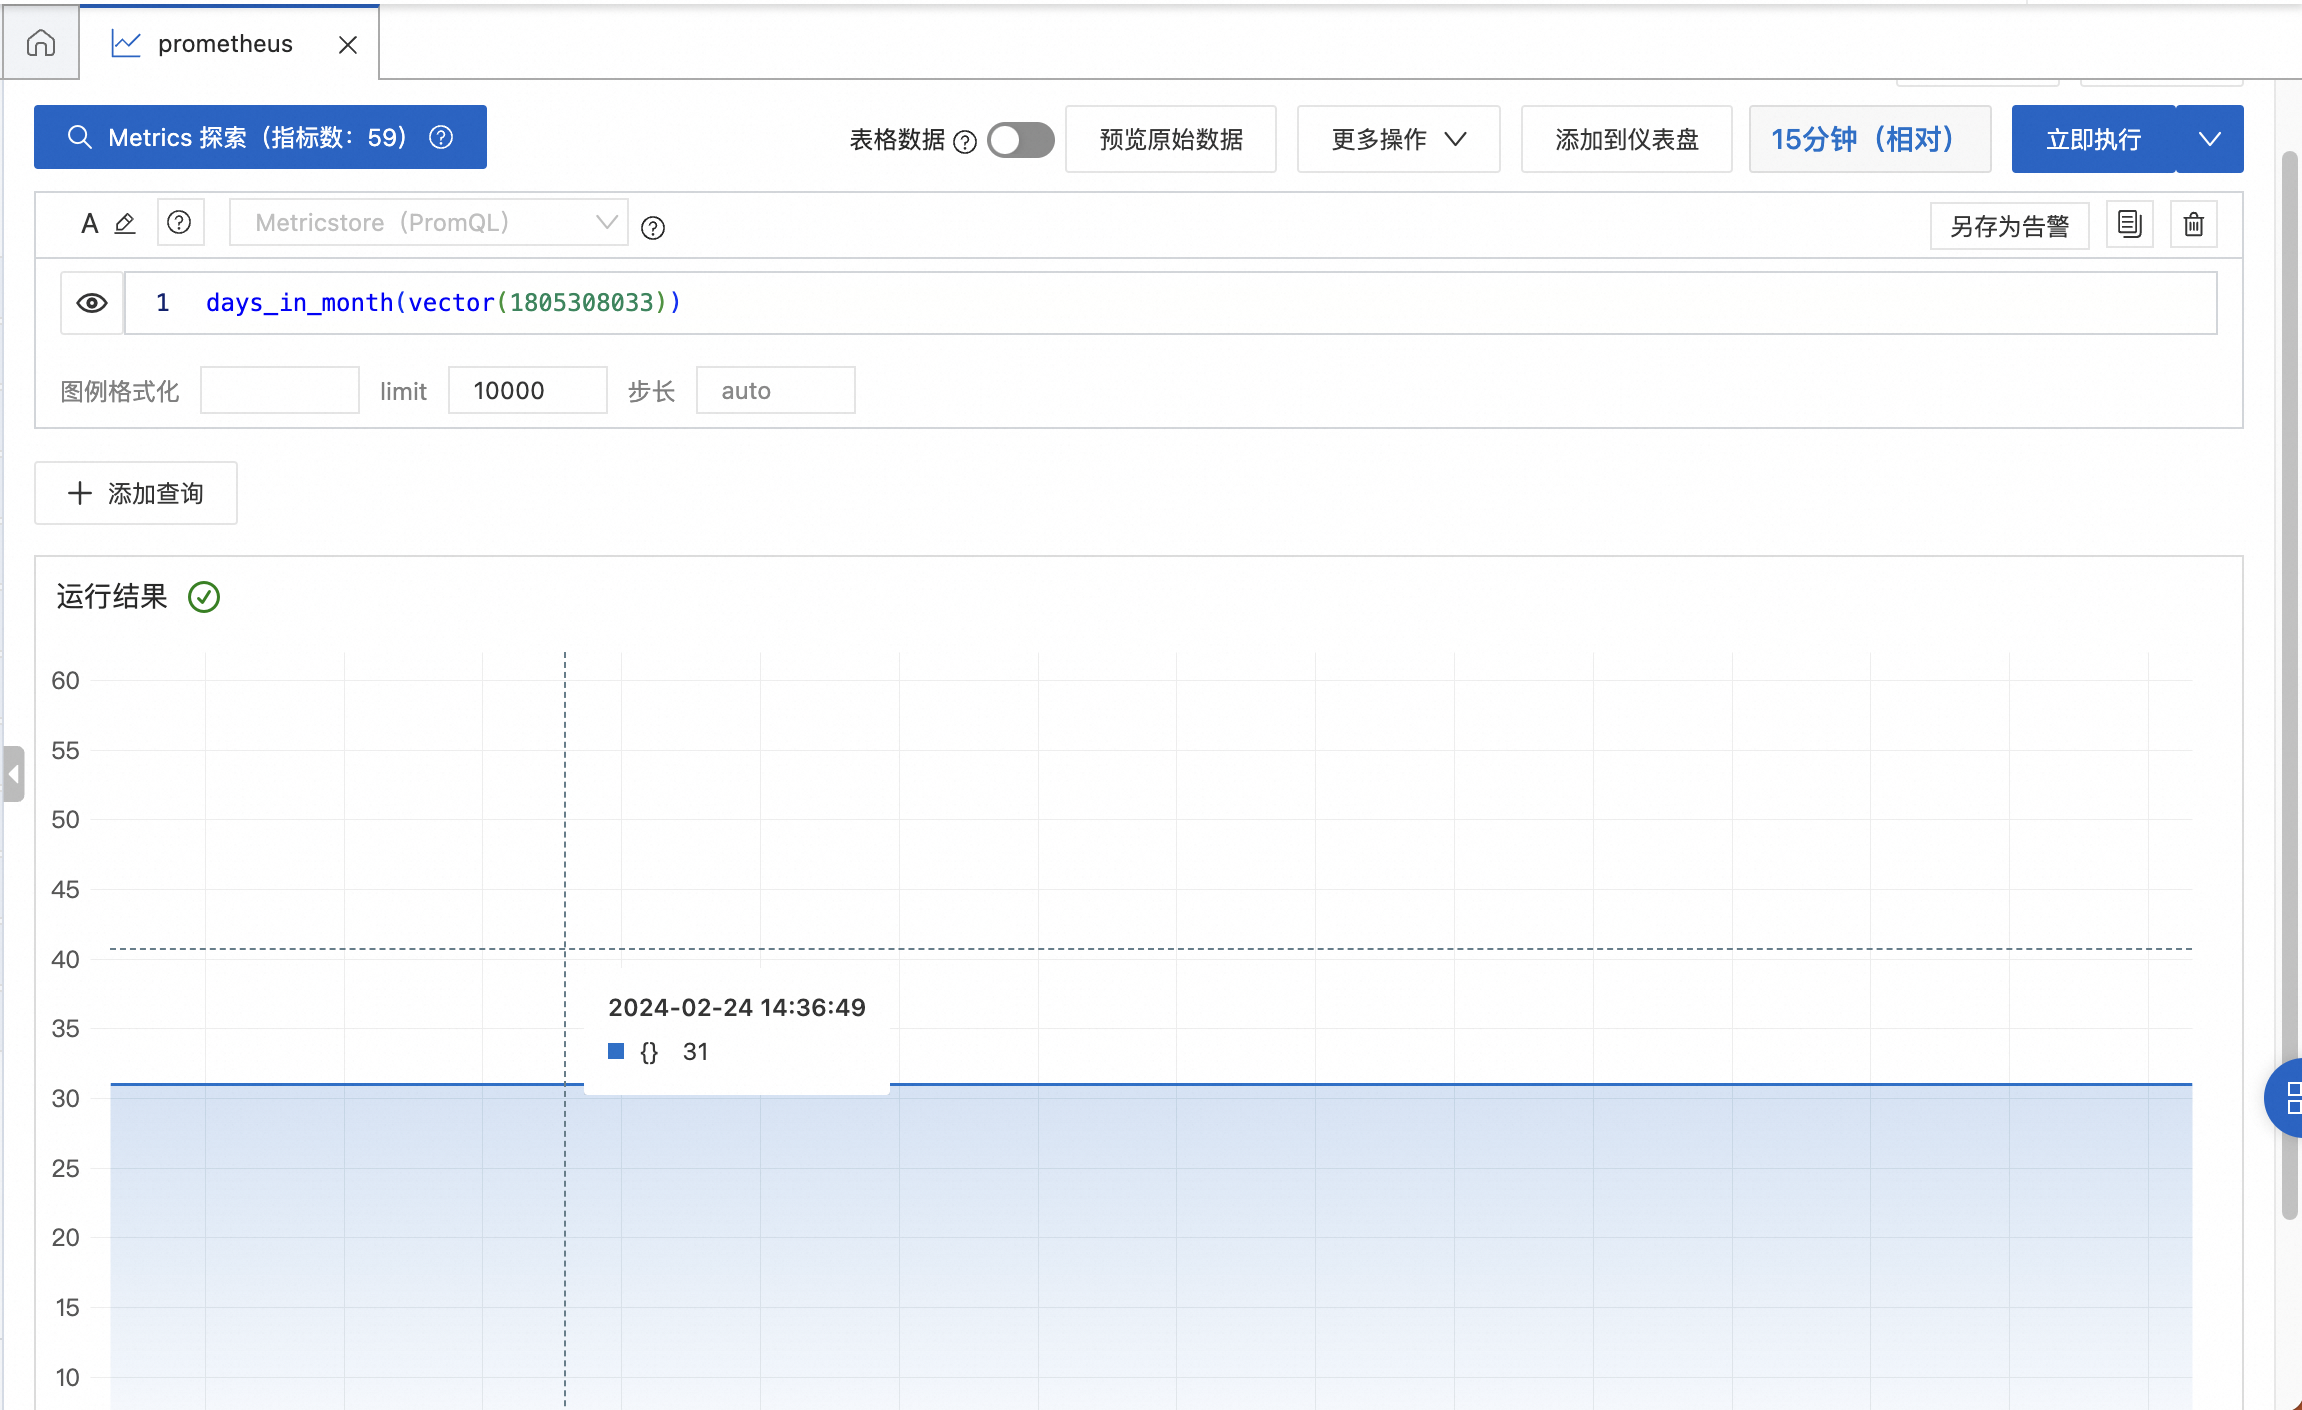 prometheus
Metrics 探索（指标数：59）
表格数据
预览原始数据
更多操作
添加到仪表盘
15分钟（相对）
立即执行
A
Metricstore（PromQL）
另存为告警
1 days_in_month(vector(1805308033))
图例格式化
limit 10000
步长 auto
添加查询
运行结果
60
55
50
45
40
2024-02-24 14:36:49
35
{} 31
30
25
20
15
10